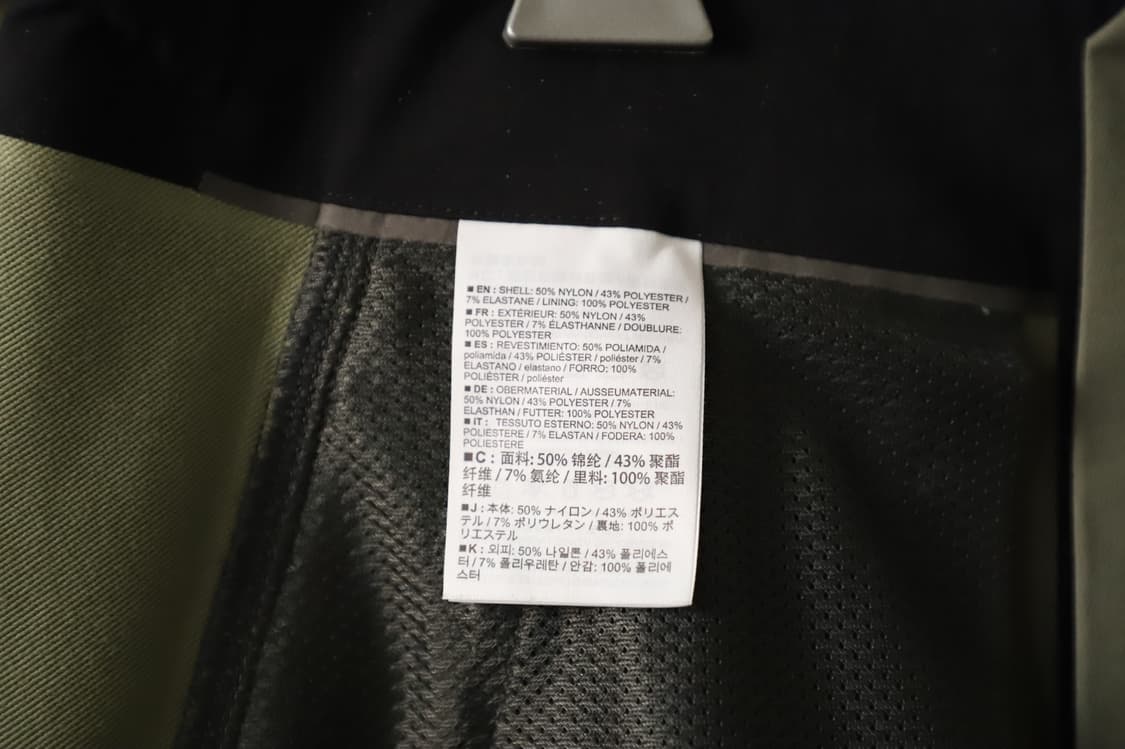 ■ EN : SHELL: 50% NYLON / 43% POLYESTER /
7% ELASTANE / LINING: 100% POLYESTER
■ FR : EXTÉRIEUR: 50% NYLON / 43%
POLYESTER / 7% ÉLASTHANNE / DOUBLURE:
100% POLYESTER
■ ES : REVESTIMIENTO: 50% POLIAMIDA /
poliamida / 43% POLIÉSTER / poliéster / 7%
ELASTANO / elastano / FORRO: 100%
POLIÉSTER / poliéster
■ DE : OBERMATERIAL / AUSSEUMATERIAL:
50% NYLON / 43% POLYESTER / 7%
ELASTHAN / FUTTER: 100% POLYESTER
■ IT : TESSUTO ESTERNO: 50% NYLON / 43%
POLIESTERE / 7% ELASTAN / FODERA: 100%
POLIESTERE
■ C : 面料: 50% 锦纶 / 43% 聚酯
纤维 / 7% 氨纶 / 里料: 100% 聚酯
纤维
■ J : 本体: 50% ナイロン / 43% ポリエス
テル / 7% ポリウレタン / 裏地: 100% ポ
リエステル
■ K : 외피: 50% 나일론 / 43% 폴리에스
터 / 7% 폴리우레탄 / 안감: 100% 폴리에
스터